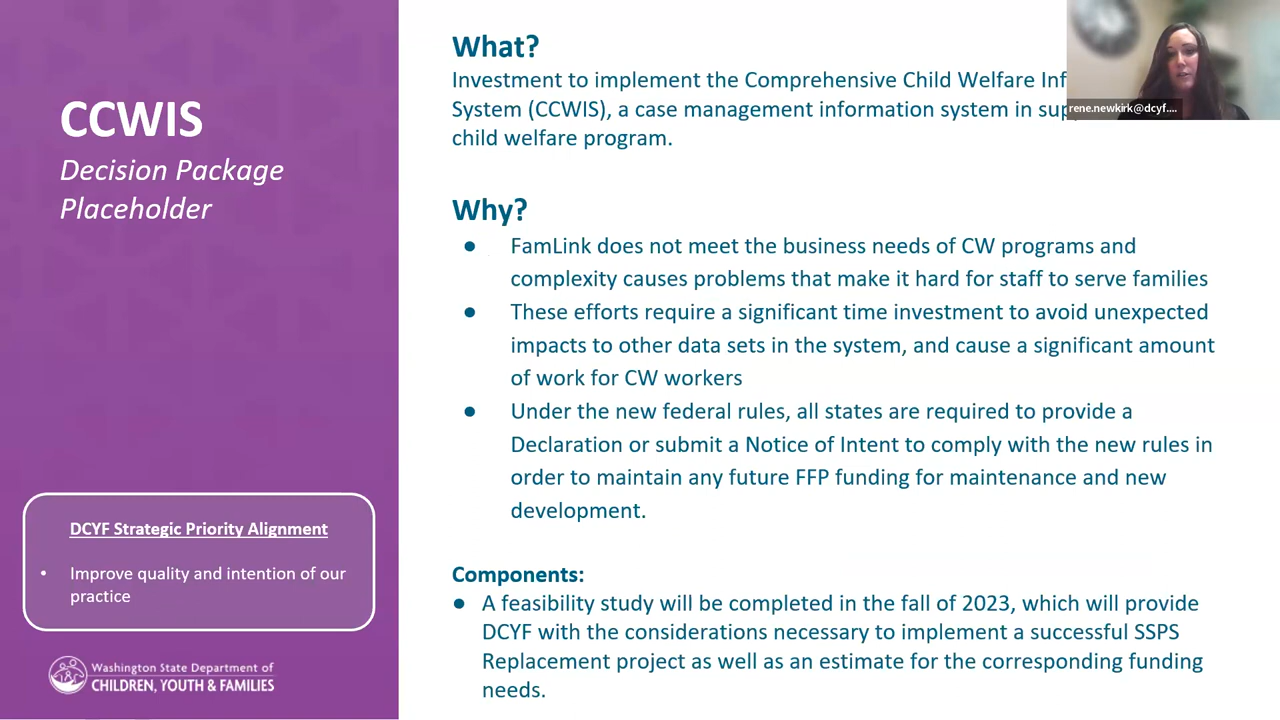 CCWIS
Decision Package
Placeholder
DCYF Strategic Priority Alignment
• Improve quality and intention of our
practice
Washington State Department of
CHILDREN, YOUTH & FAMILIES
What?
Investment to implement the Comprehensive Child Welfare
System (CCWIS), a case management information system in
child welfare program.
Why?
● FamLink does not meet the business needs of CW programs and
complexity causes problems that make it hard for staff to serve families
● These efforts require a significant time investment to avoid unexpected
impacts to other data sets in the system, and cause a significant amount
of work for CW workers
● Under the new federal rules, all states are required to provide a
Declaration or submit a Notice of Intent to comply with the new rules in
order to maintain any future FFP funding for maintenance and new
development.
Components:
● A feasibility study will be completed in the fall of 2023, which will provide
DCYF with the considerations necessary to implement a successful SSPS
Replacement project as well as an estimate for the corresponding funding
needs.
rene.newkirk@dcyf....